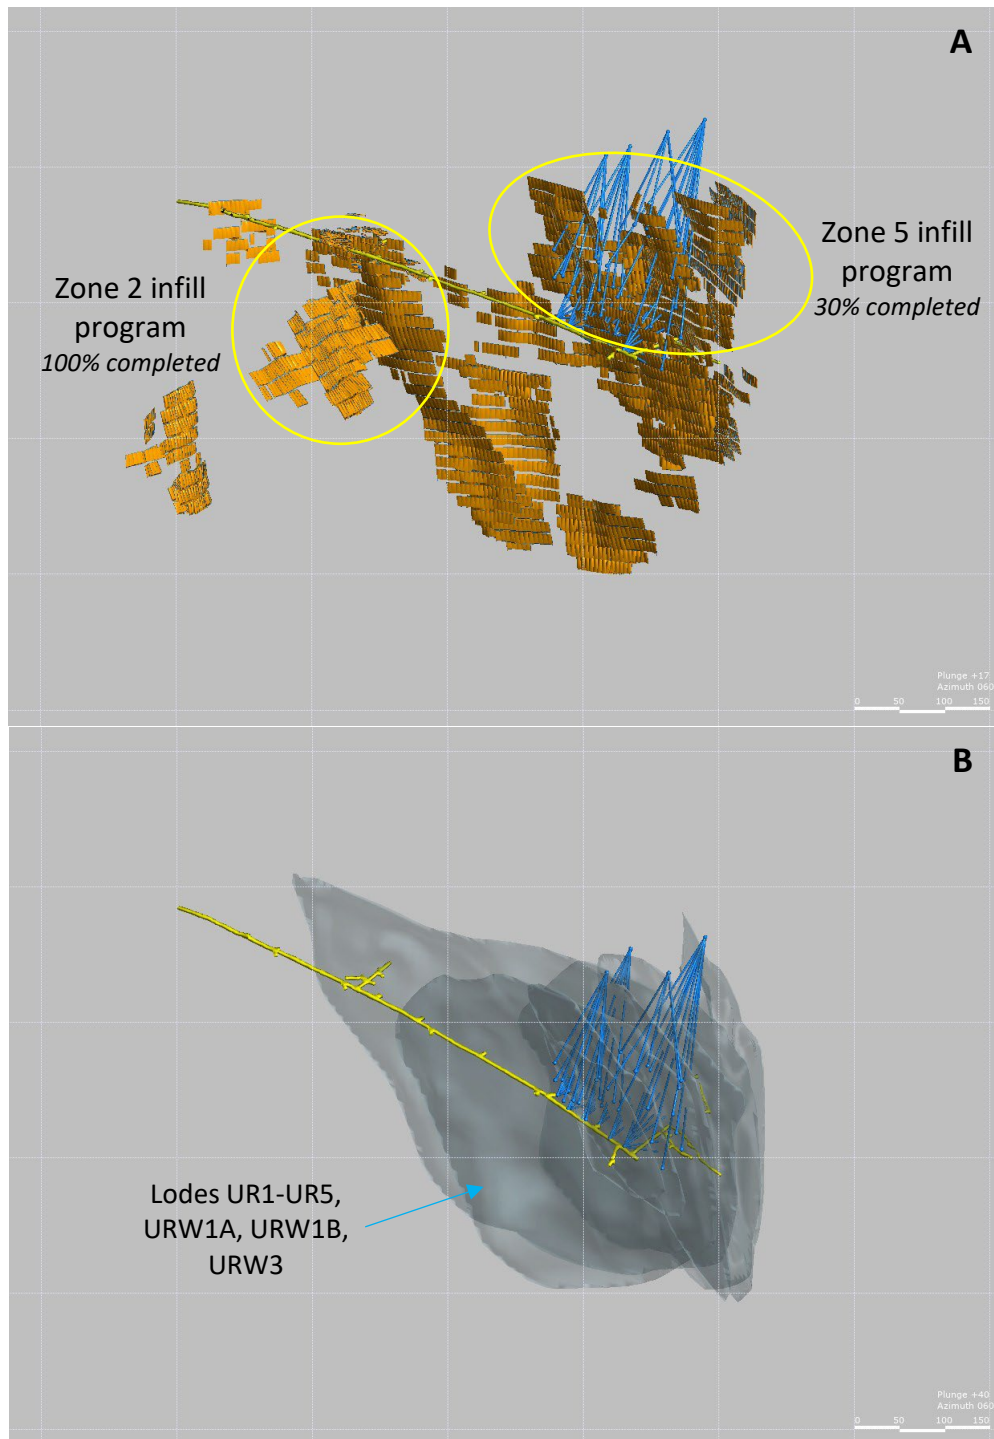 A
Zone 2 infill
program
100% completed
Zone 5 infill
program
30% completed
Plunge +17
Azimuth 060
0 50 100 150
B
Lodes UR1-UR5,
URW1A, URW1B,
URW3
Plunge +40
Azimuth 060
0 50 100 150